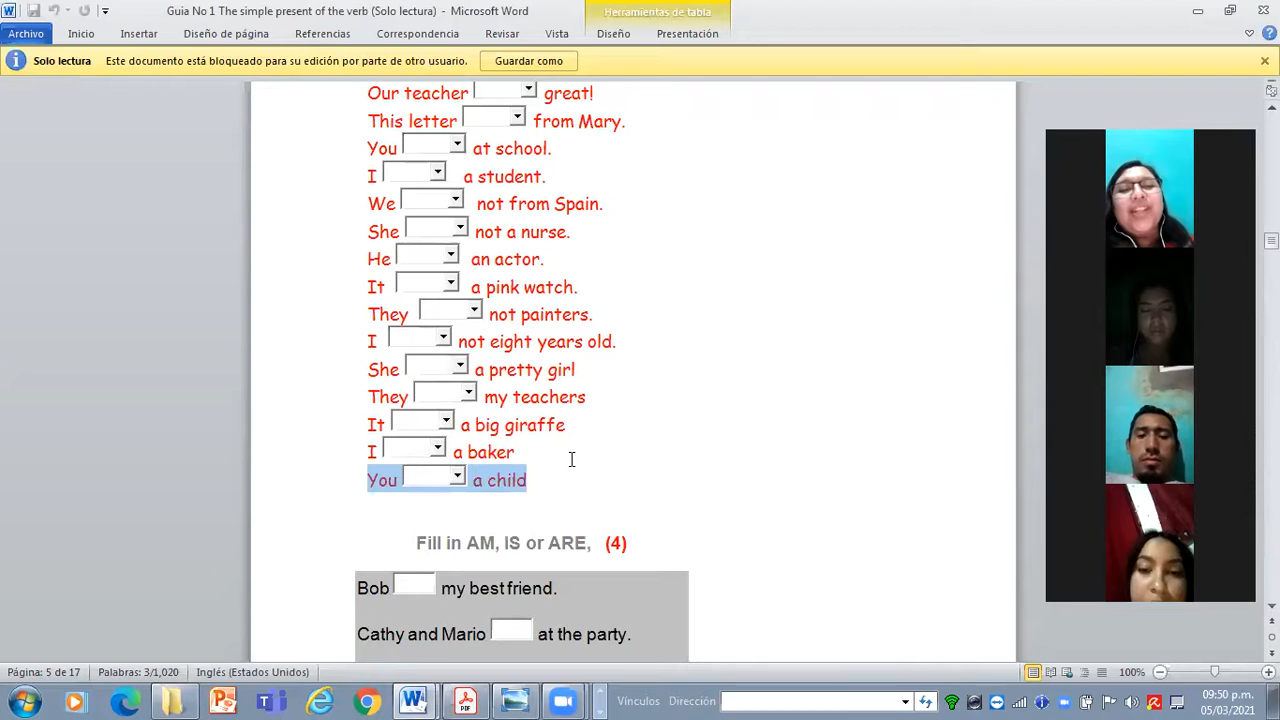 Guia No 1 The simple present of the verb (Solo lectura) - Microsoft Word
Herramientas de tabla
Archivo Inicio Insertar Diseño de página Referencias Correspondencia Revisar Vista Diseño Presentación
Solo lectura Este documento está bloqueado para su edición por parte de otro usuario. Guardar como
Our teacher great!
This letter from Mary.
You at school.
I a student.
We not from Spain.
She not a nurse.
He an actor.
It a pink watch.
They not painters.
I not eight years old.
She a pretty girl
They my teachers
It a big giraffe
I a baker
You a child
Fill in AM, IS or ARE, (4)
Bob my best friend.
Cathy and Mario at the party.
Página: 5 de 17 Palabras: 3/1,020 Inglés (Estados Unidos) 100%
Vínculos Dirección
09:50 p.m.
05/03/2021